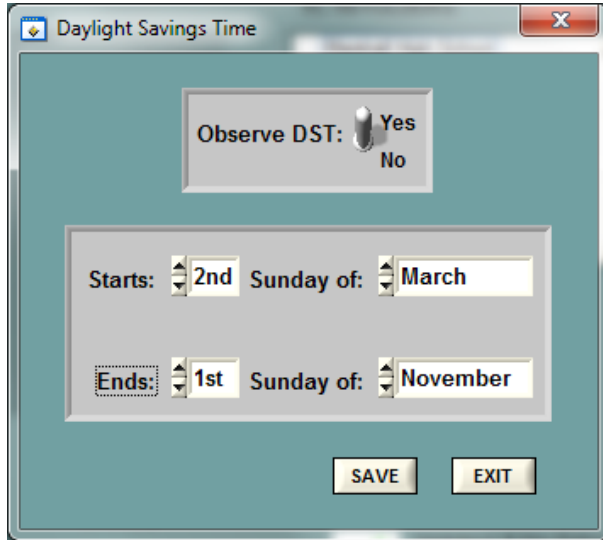 Daylight Savings Time
Observe DST: Yes
No
Starts: 2nd Sunday of: March
Ends: 1st Sunday of: November
SAVE EXIT